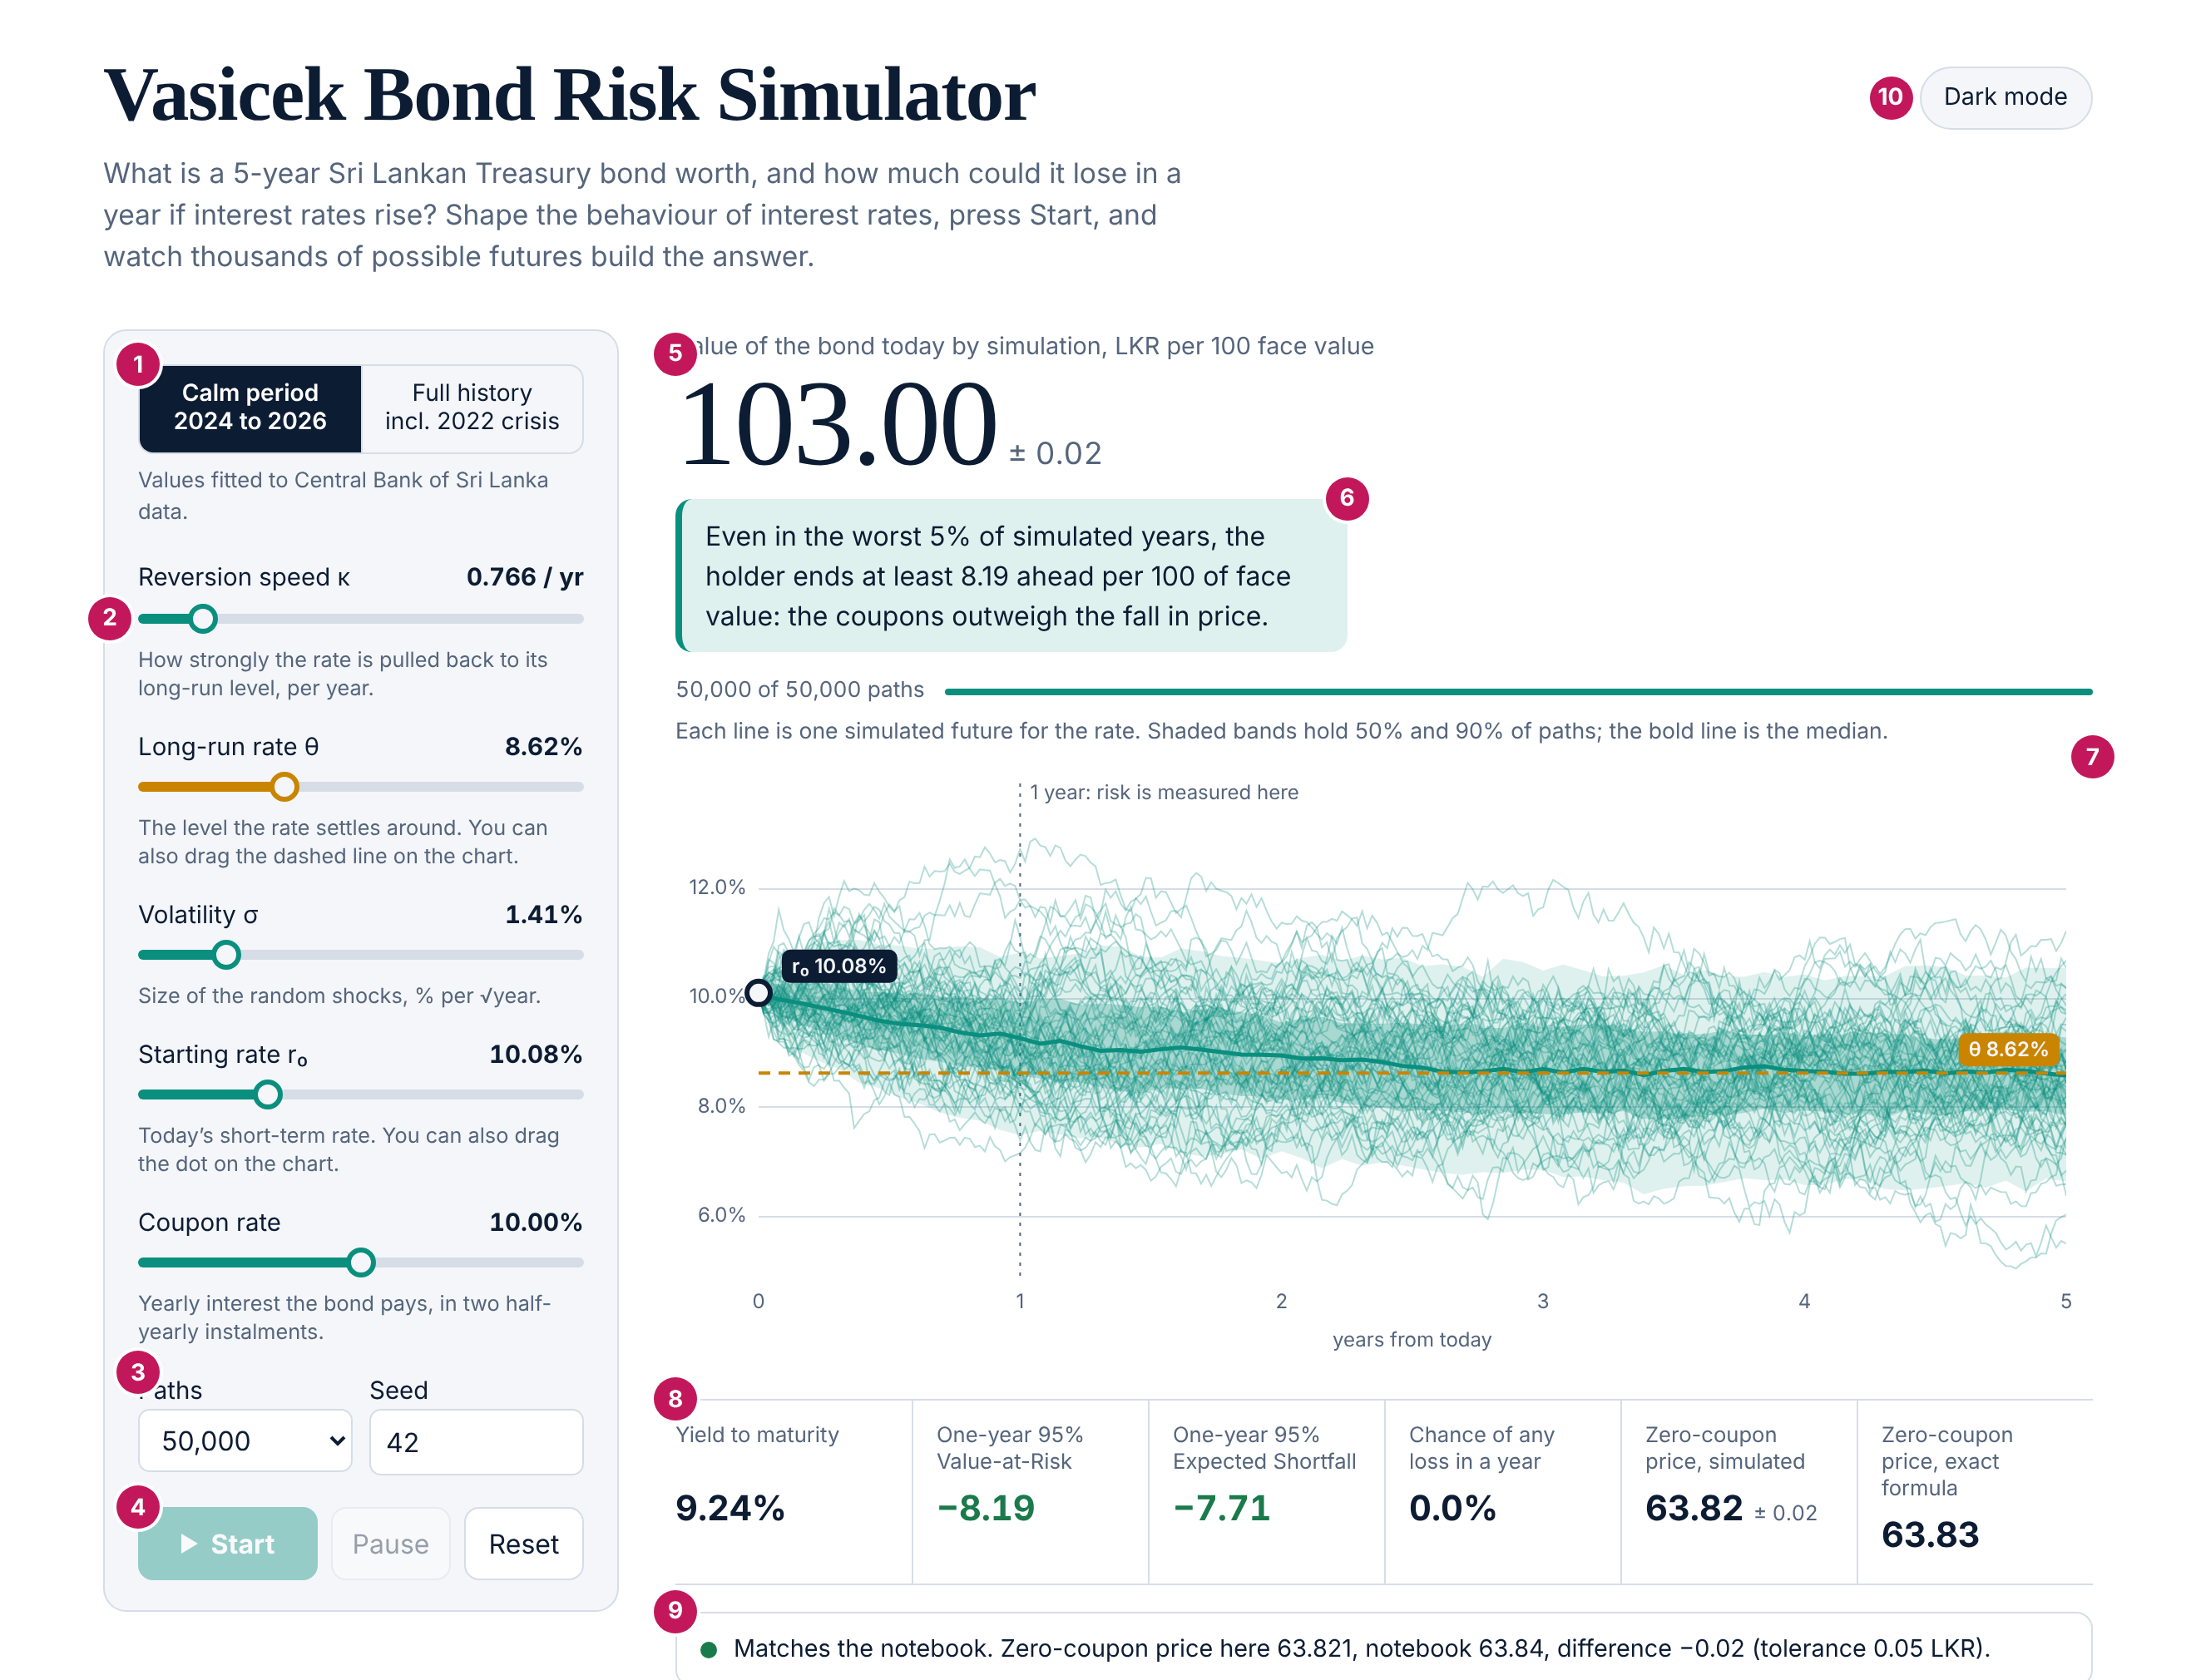 Vasicek Bond Risk Simulator
10
Dark mode
What is a 5-year Sri Lankan Treasury bond worth, and how much could it lose in a
year if interest rates rise? Shape the behaviour of interest rates, press Start, and
watch thousands of possible futures build the answer.
1
Calm period
2024 to 2026
Full history
incl. 2022 crisis
Values fitted to Central Bank of Sri Lanka
data.
Reversion speed κ
0.766 / yr
2
How strongly the rate is pulled back to its
long-run level, per year.
Long-run rate θ
8.62%
The level the rate settles around. You can
also drag the dashed line on the chart.
Volatility σ
1.41%
Size of the random shocks, % per √year.
Starting rate r₀
10.08%
Today’s short-term rate. You can also drag
the dot on the chart.
Coupon rate
10.00%
Yearly interest the bond pays, in two half-
yearly instalments.
3
aths
Seed
50,000
42
4
Start
Pause
Reset
5
alue of the bond today by simulation, LKR per 100 face value
103.00 ± 0.02
6
Even in the worst 5% of simulated years, the
holder ends at least 8.19 ahead per 100 of face
value: the coupons outweigh the fall in price.
50,000 of 50,000 paths
Each line is one simulated future for the rate. Shaded bands hold 50% and 90% of paths; the bold line is the median.
7
1 year: risk is measured here
12.0%
10.0%
8.0%
6.0%
r₀ 10.08%
θ 8.62%
0 1 2 3 4 5
years from today
8
Yield to maturity
9.24%
One-year 95%
Value-at-Risk
−8.19
One-year 95%
Expected Shortfall
−7.71
Chance of any
loss in a year
0.0%
Zero-coupon
price, simulated
63.82 ± 0.02
Zero-coupon
price, exact
formula
63.83
9
Matches the notebook. Zero-coupon price here 63.821, notebook 63.84, difference −0.02 (tolerance 0.05 LKR).